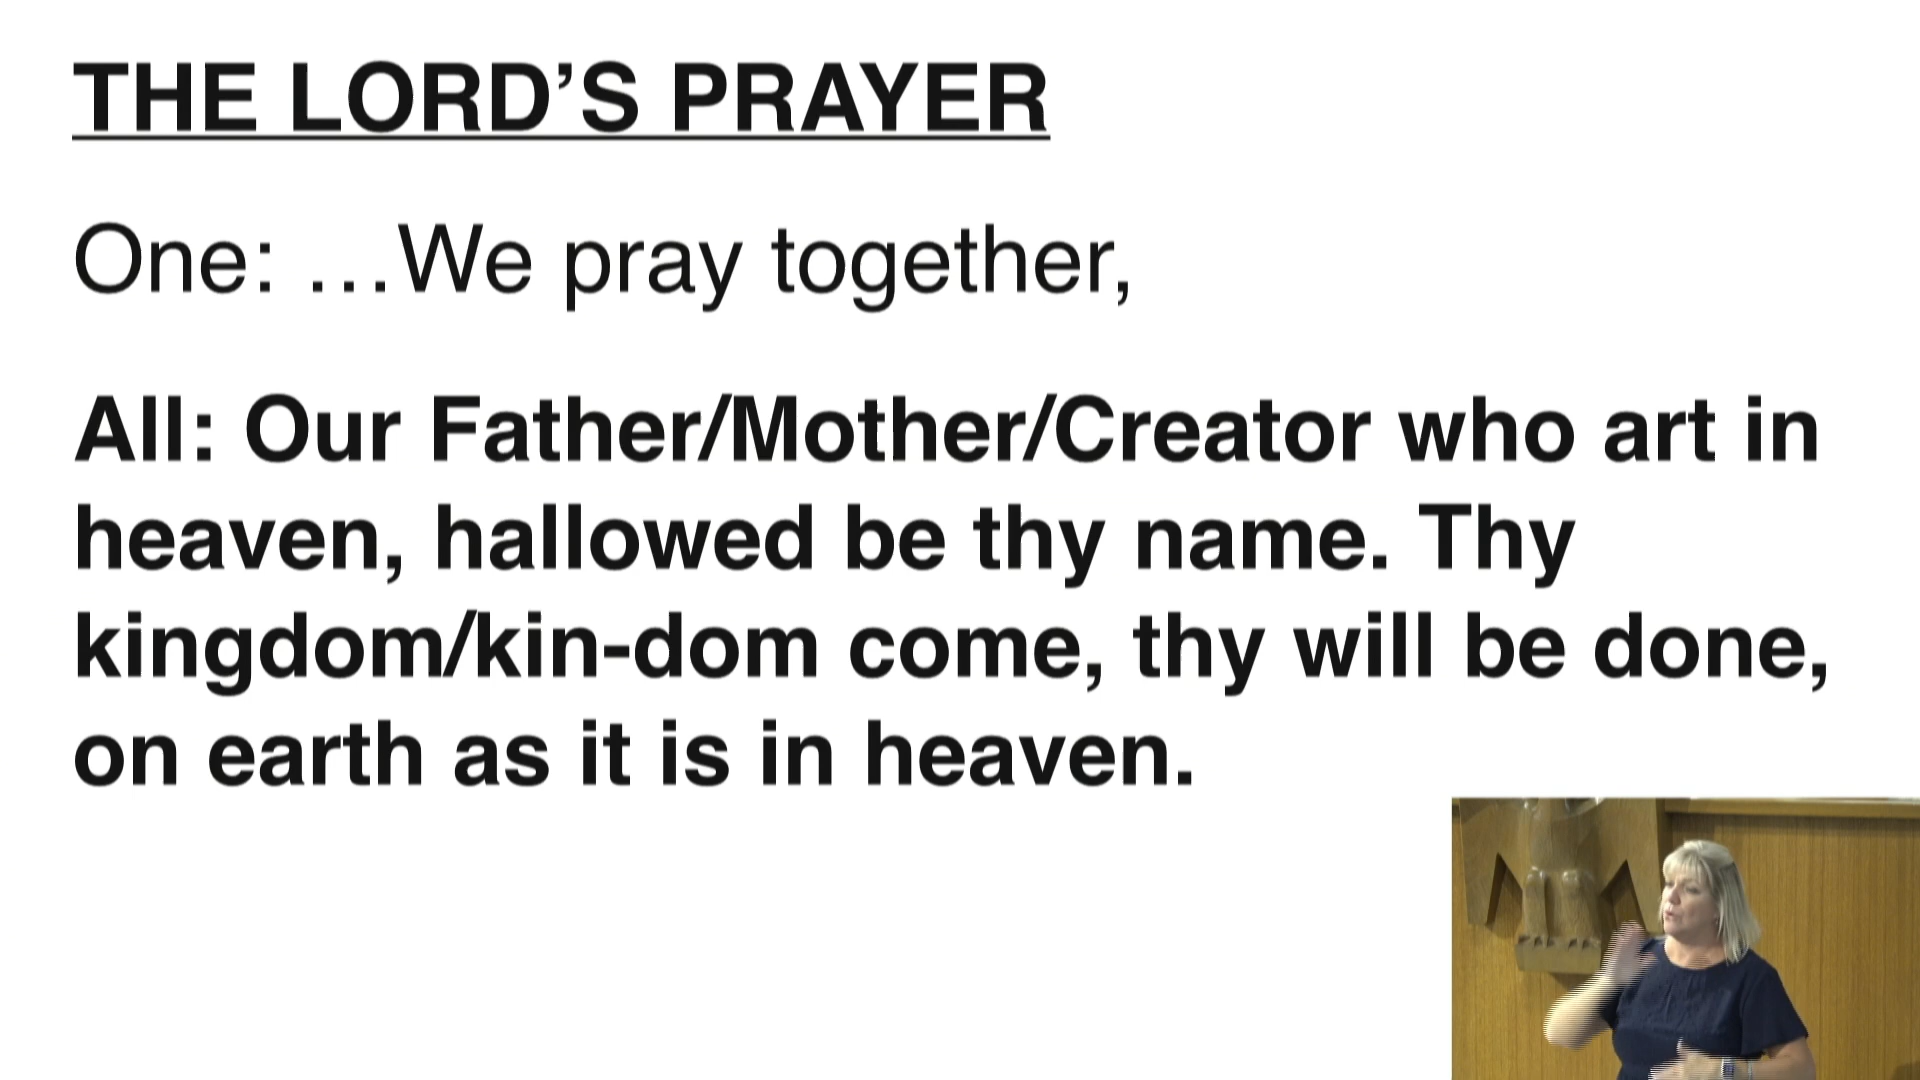 THE LORD’S PRAYER
One: …We pray together,
All: Our Father/Mother/Creator who art in
heaven, hallowed be thy name. Thy
kingdom/kin-dom come, thy will be done,
on earth as it is in heaven.